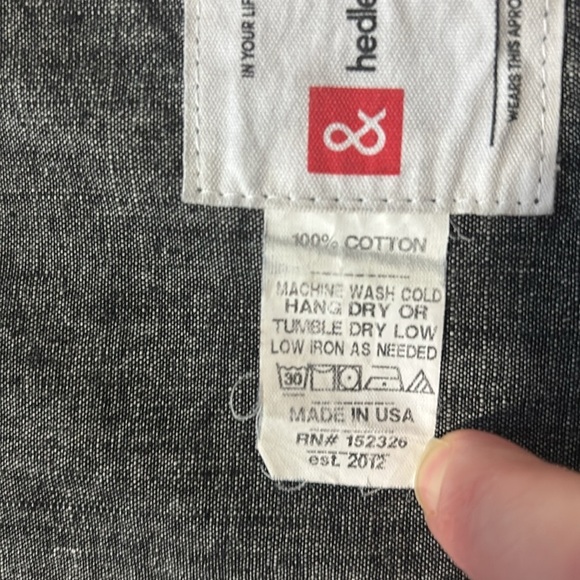 IN YOUR LIF
&
hedle
WEARS THIS APRO
100% COTTON
MACHINE WASH COLD
HANG DRY OR
TUMBLE DRY LOW
LOW IRON AS NEEDED
30
MADE IN USA
RN# 152326
est. 2012